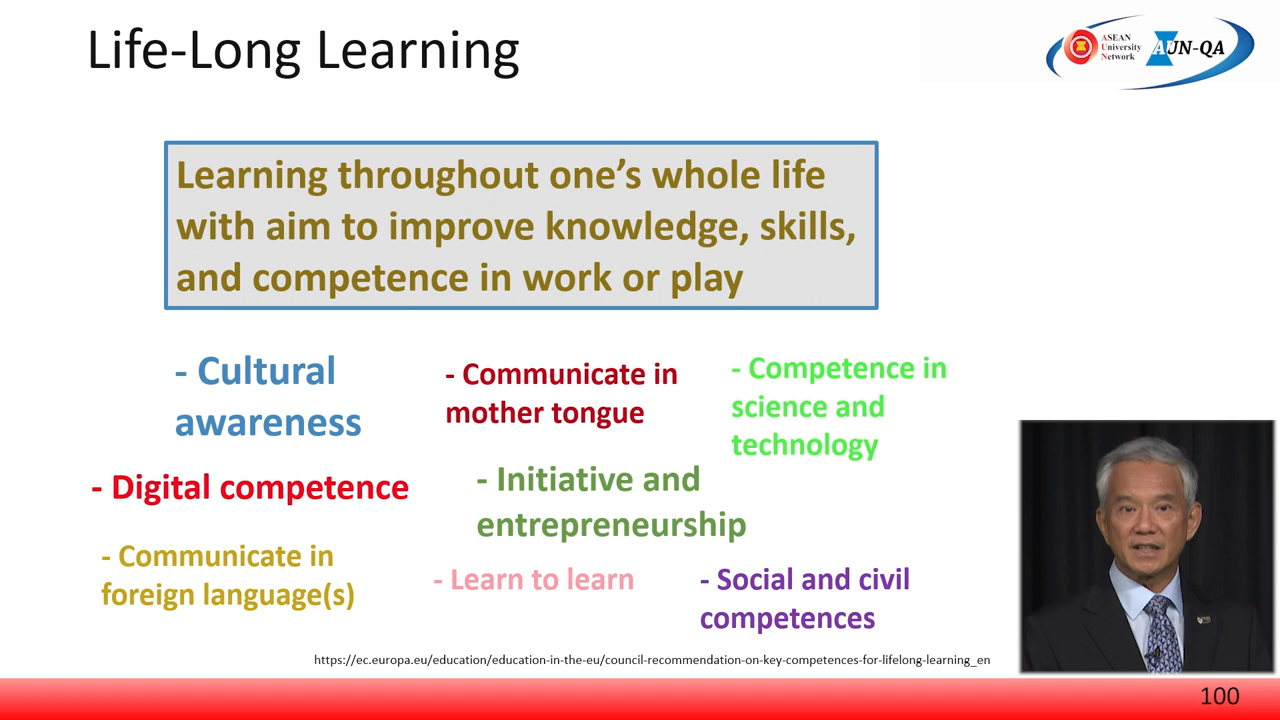 Life-Long Learning
ASEAN
University
Network
AUN-QA
Learning throughout one’s whole life
with aim to improve knowledge, skills,
and competence in work or play
- Cultural
awareness
- Communicate in
mother tongue
- Competence in
science and
technology
- Digital competence
- Initiative and
entrepreneurship
- Communicate in
foreign language(s)
- Learn to learn
- Social and civil
competences
https://ec.europa.eu/education/education-in-the-eu/council-recommendation-on-key-competences-for-lifelong-learning_en
100